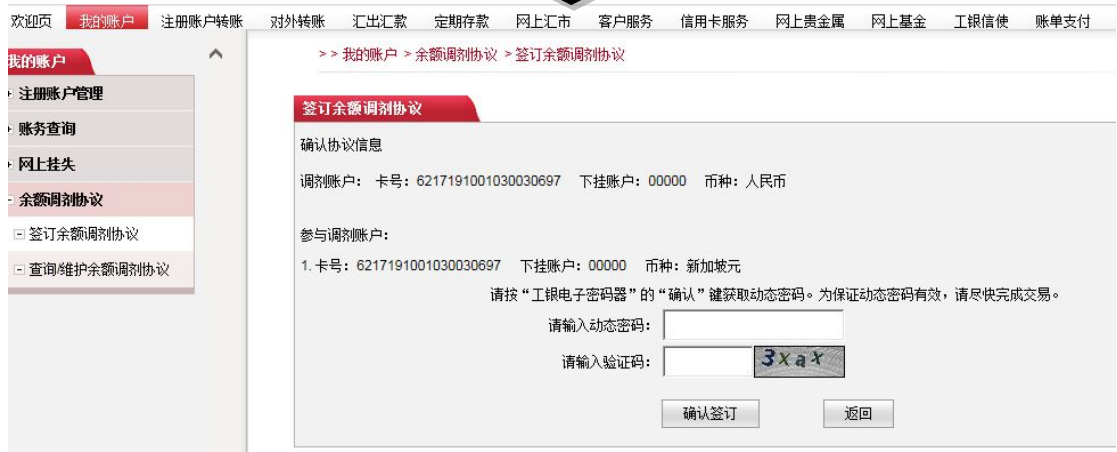 欢迎页 我的账户 注册账户转账 对外转账 汇出汇款 定期存款 网上汇市 客户服务 信用卡服务 网上贵金属 网上基金 工银信使 账单支付
我的账户
注册账户管理
账务查询
网上挂失
余额调剂协议
签订余额调剂协议
查询/维护余额调剂协议
>> 我的账户 > 余额调剂协议 > 签订余额调剂协议
签订余额调剂协议
确认协议信息
调剂账户: 卡号: 6217191001030030697 下挂账户: 00000 币种: 人民币
参与调剂账户:
1. 卡号: 6217191001030030697 下挂账户: 00000 币种: 新加坡元
请按“工银电子密码器”的“确认”键获取动态密码。为保证动态密码有效，请尽快完成交易。
请输入动态密码:
请输入验证码: 3xax
确认签订 返回